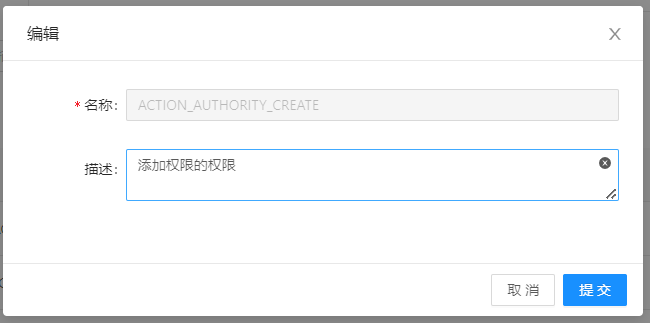 编辑
* 名称:
ACTION_AUTHORITY_CREATE
描述:
添加权限的权限
取 消
提 交